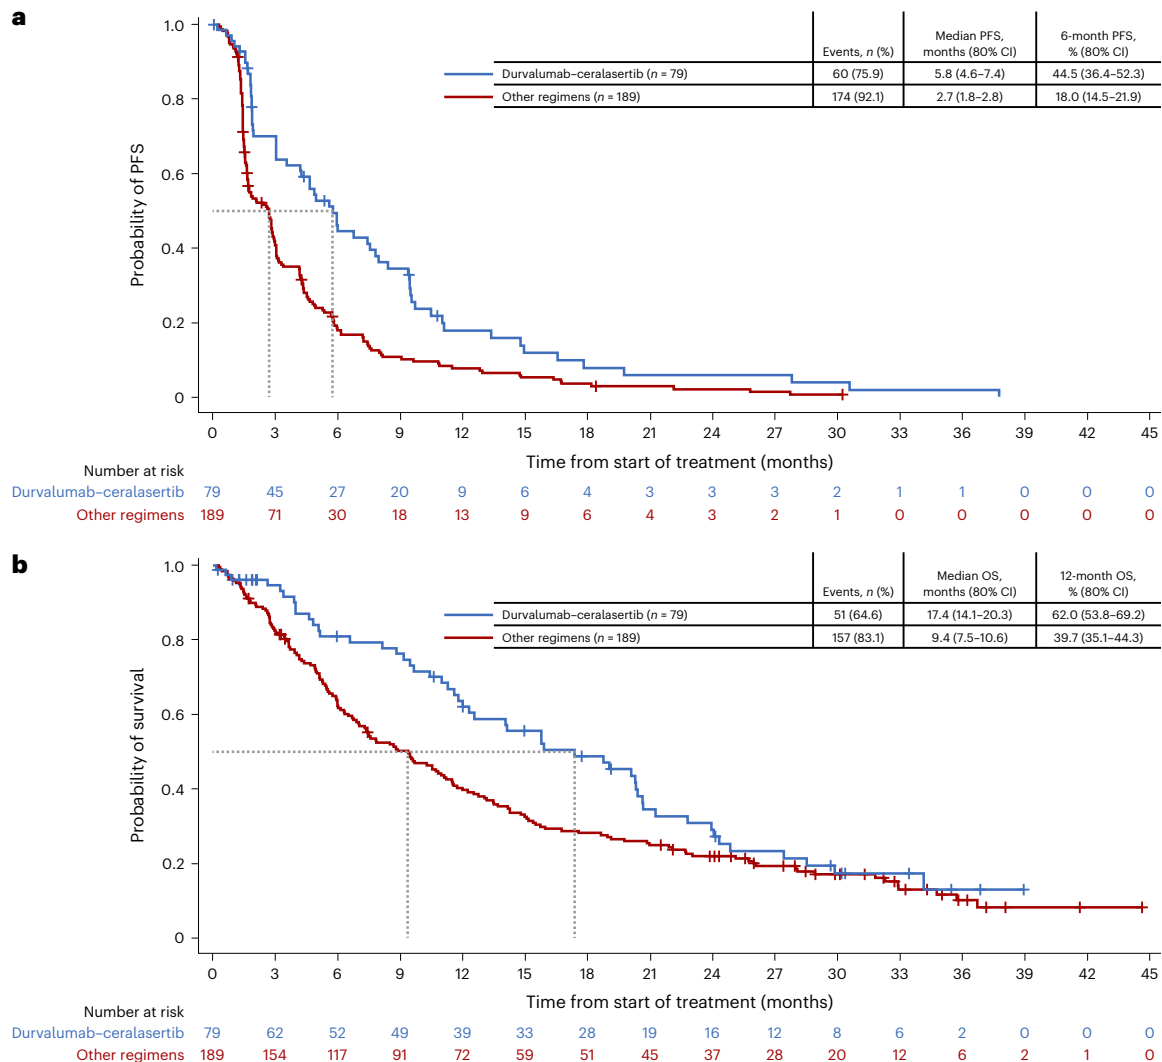 a
Events, n (%) Median PFS, months (80% CI) 6-month PFS, % (80% CI)
Durvalumab–ceralasertib (n = 79) 60 (75.9) 5.8 (4.6–7.4) 44.5 (36.4–52.3)
Other regimens (n = 189) 174 (92.1) 2.7 (1.8–2.8) 18.0 (14.5–21.9)
Probability of PFS
1.0
0.8
0.6
0.4
0.2
0
0 3 6 9 12 15 18 21 24 27 30 33 36 39 42 45
Time from start of treatment (months)
Number at risk
Durvalumab–ceralasertib 79 45 27 20 9 6 4 3 3 3 2 1 1 0 0 0
Other regimens 189 71 30 18 13 9 6 4 3 2 1 0 0 0 0 0
b
Events, n (%) Median OS, months (80% CI) 12-month OS, % (80% CI)
Durvalumab–ceralasertib (n = 79) 51 (64.6) 17.4 (14.1–20.3) 62.0 (53.8–69.2)
Other regimens (n = 189) 157 (83.1) 9.4 (7.5–10.6) 39.7 (35.1–44.3)
Probability of survival
1.0
0.8
0.6
0.4
0.2
0
0 3 6 9 12 15 18 21 24 27 30 33 36 39 42 45
Time from start of treatment (months)
Number at risk
Durvalumab–ceralasertib 79 62 52 49 39 33 28 19 16 12 8 6 2 0 0 0
Other regimens 189 154 117 91 72 59 51 45 37 28 20 12 6 2 1 0